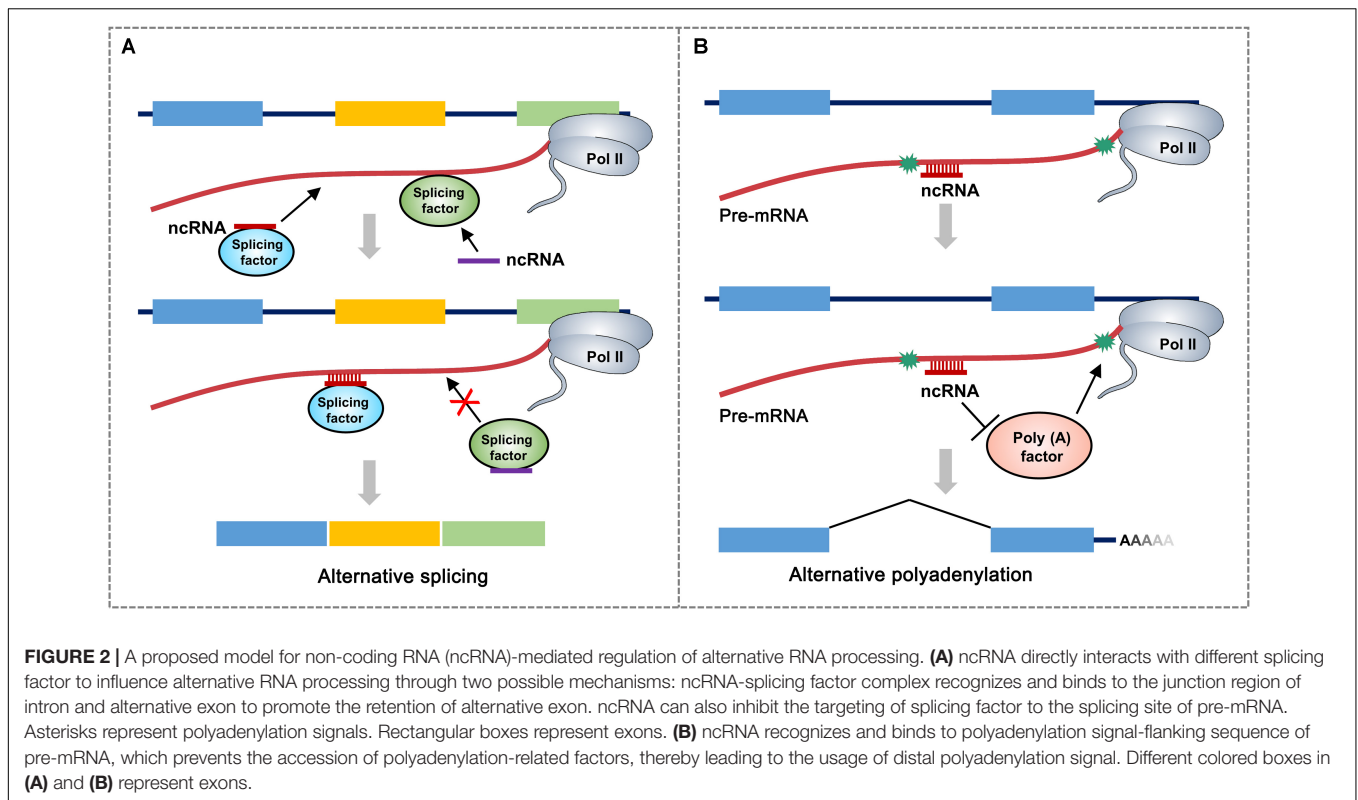 A
Pol II
Splicing
factor
ncRNA
Splicing
factor
ncRNA
Pol II
Splicing
factor
Splicing
factor
Alternative splicing
B
Pol II
ncRNA
Pre-mRNA
Pol II
ncRNA
Pre-mRNA
Poly (A)
factor
AAAAA
Alternative polyadenylation
FIGURE 2 | A proposed model for non-coding RNA (ncRNA)-mediated regulation of alternative RNA processing. (A) ncRNA directly interacts with different splicing
factor to influence alternative RNA processing through two possible mechanisms: ncRNA-splicing factor complex recognizes and binds to the junction region of
intron and alternative exon to promote the retention of alternative exon. ncRNA can also inhibit the targeting of splicing factor to the splicing site of pre-mRNA.
Asterisks represent polyadenylation signals. Rectangular boxes represent exons. (B) ncRNA recognizes and binds to polyadenylation signal-flanking sequence of
pre-mRNA, which prevents the accession of polyadenylation-related factors, thereby leading to the usage of distal polyadenylation signal. Different colored boxes in
(A) and (B) represent exons.